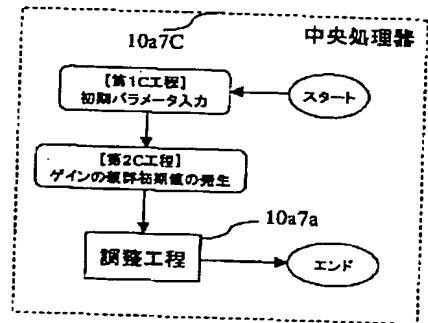 10a7C
中央処理器
【第1C工程】
初期パラメータ入力
スタート
【第2C工程】
ゲインの親群初期値の発生
10a7a
調整工程
エンド